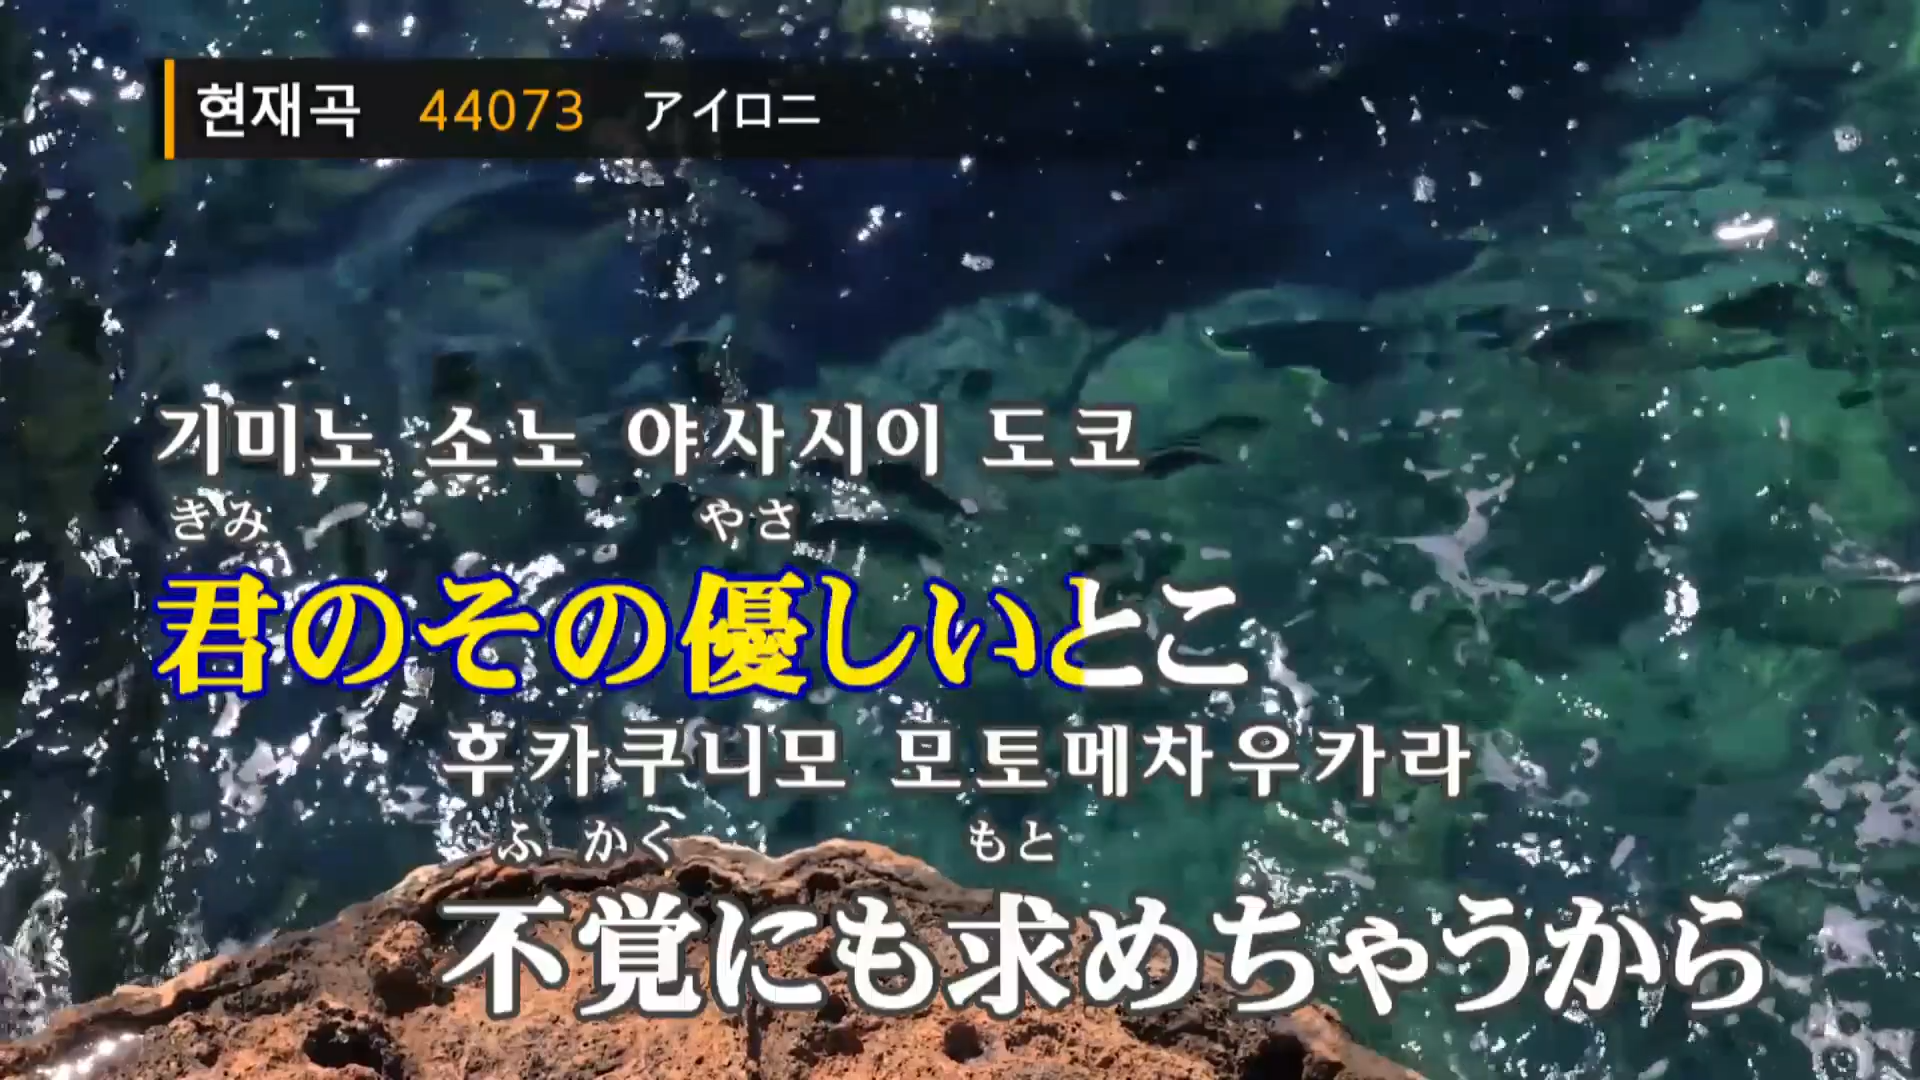 현재곡 44073 アイロニ
기미노 소노 야사시이 도코
きみ やさ
君のその優しいとこ
후카쿠니모 모토메차우카라
ふ かく もと
不覚にも求めちゃうから